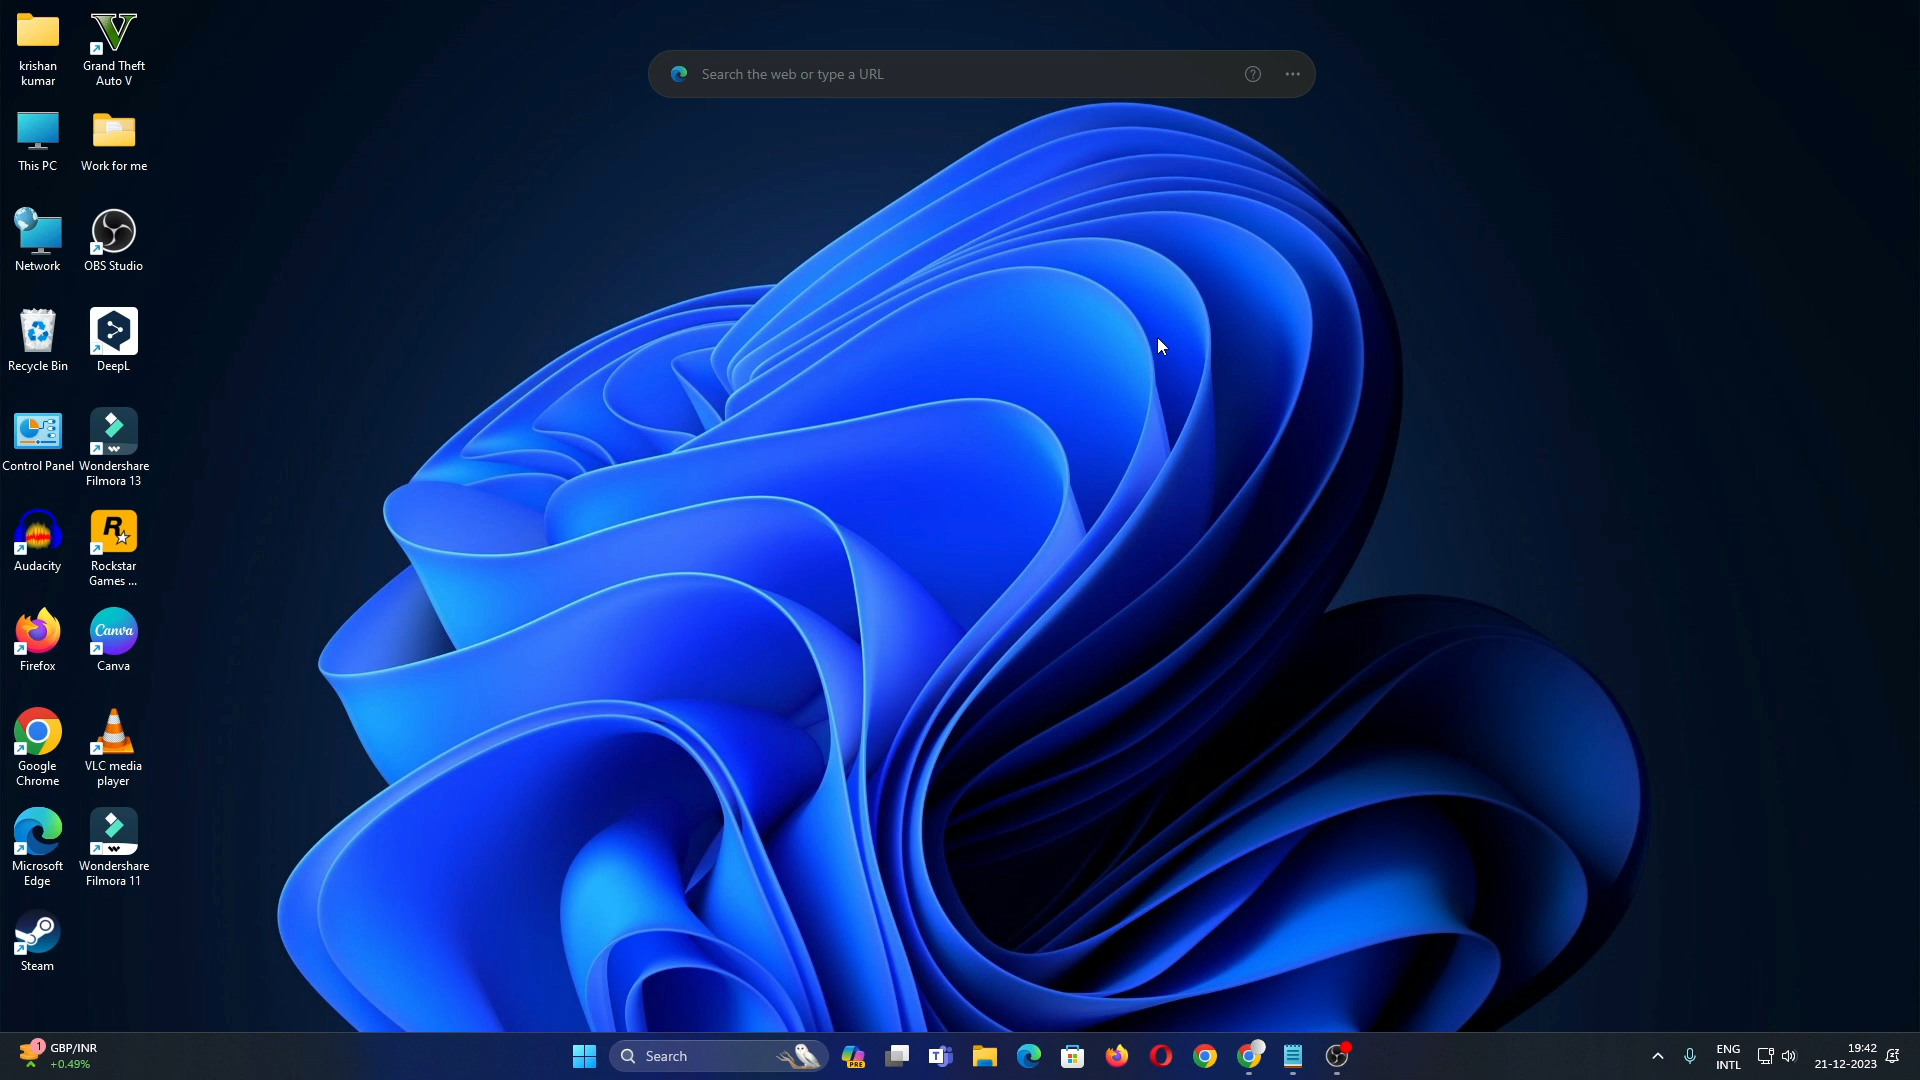 krishan
kumar
Grand Theft
Auto V
This PC
Work for me
Network
OBS Studio
Recycle Bin
DeepL
Control Panel
Wondershare
Filmora 13
Audacity
R
Rockstar
Games ...
Firefox
Canva
Canva
Google
Chrome
VLC media
player
Microsoft
Edge
Wondershare
Filmora 11
Steam
Search the web or type a URL
1
GBP/INR
+0.49%
Search
PRE
T
ENG
INTL
19:42
21-12-2023